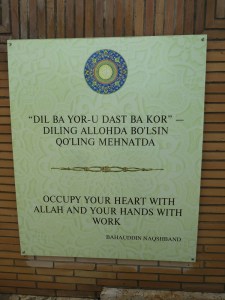 “DIL BA YOR-U DAST BA KOR” —
DILING ALLOHDA BO'LSIN
QO'LING MEHNATDA
OCCUPY YOUR HEART WITH
ALLAH AND YOUR HANDS WITH
WORK
BAHAUDDIN NAQSHBAND